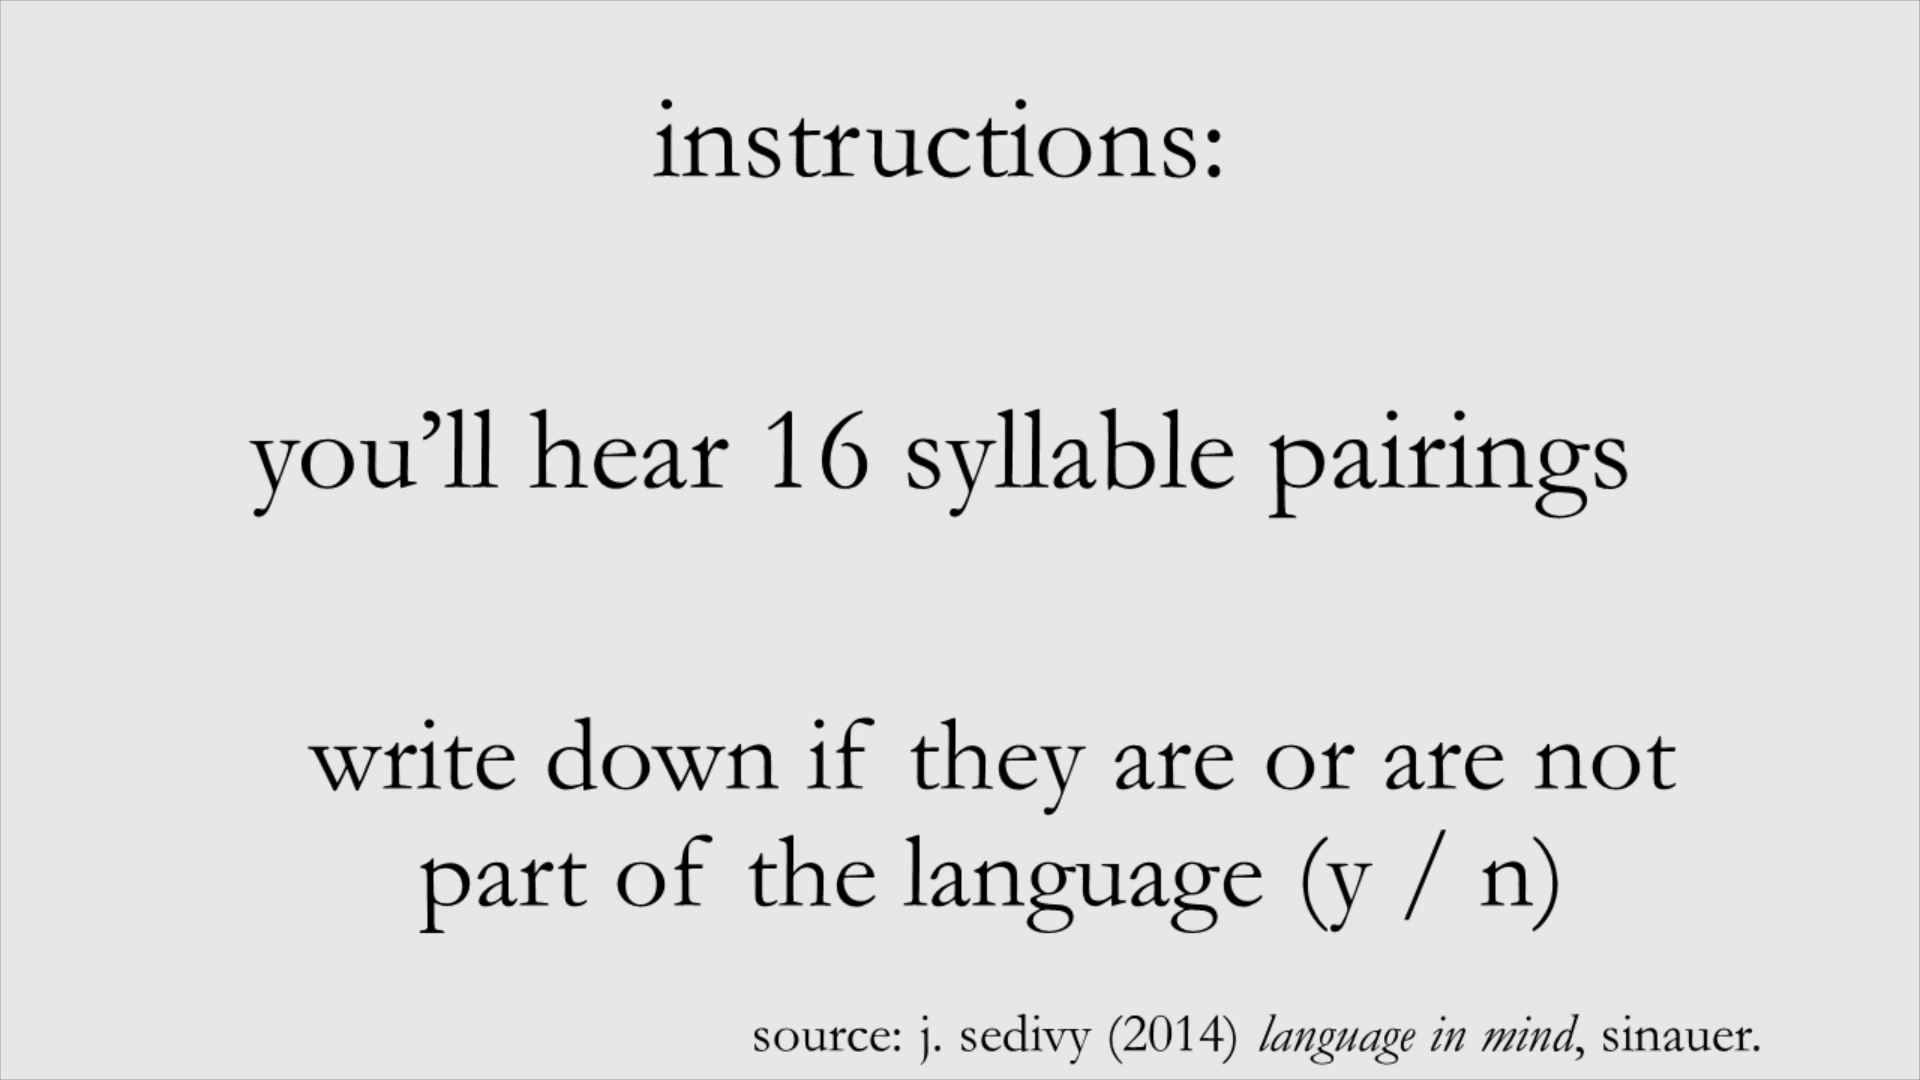 instructions:
you’ll hear 16 syllable pairings
write down if they are or are not
part of the language (y / n)
source: j. sedivy (2014) language in mind, sinauer.